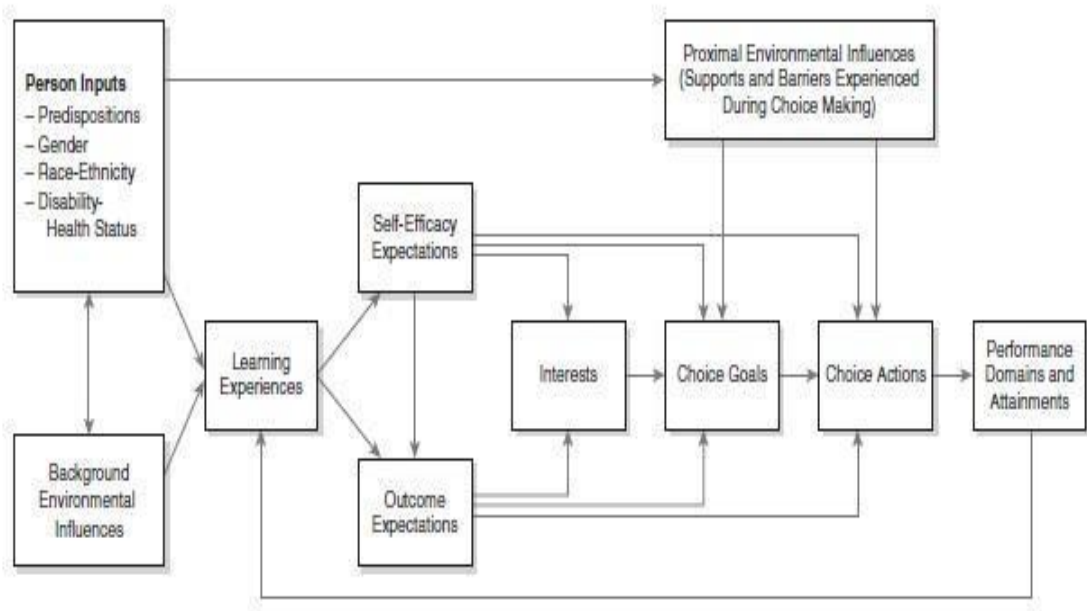 Person Inputs
– Predispositions
– Gender
– Race-Ethnicity
– Disability-
Health Status
Proximal Environmental Influences
(Supports and Barriers Experienced
During Choice Making)
Self-Efficacy
Expectations
Learning
Experiences
Interests
Choice Goals
Choice Actions
Performance
Domains and
Attainments
Background
Environmental
Influences
Outcome
Expectations